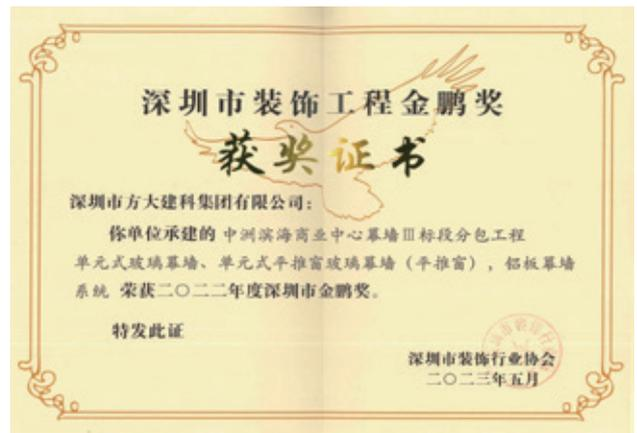 深圳市装饰工程金鹏奖
获奖证书
深圳市方大建科集团有限公司：
你单位承建的 中洲滨海商业中心幕墙Ⅲ标段分包工程
单元式玻璃幕墙、单元式平推窗玻璃幕墙（平推窗），铝板幕墙
系统 荣获二〇二二年度深圳市金鹏奖。
特发此证
深圳市装饰行业协会
二〇二三年五月